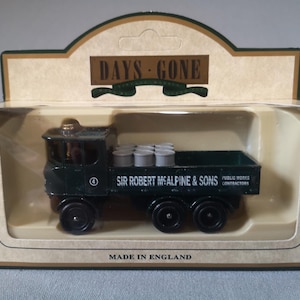 DAYS·GONE
SIR ROBERT McALPINE & SONS
PUBLIC WORKS
CONTRACTORS
MADE IN ENGLAND